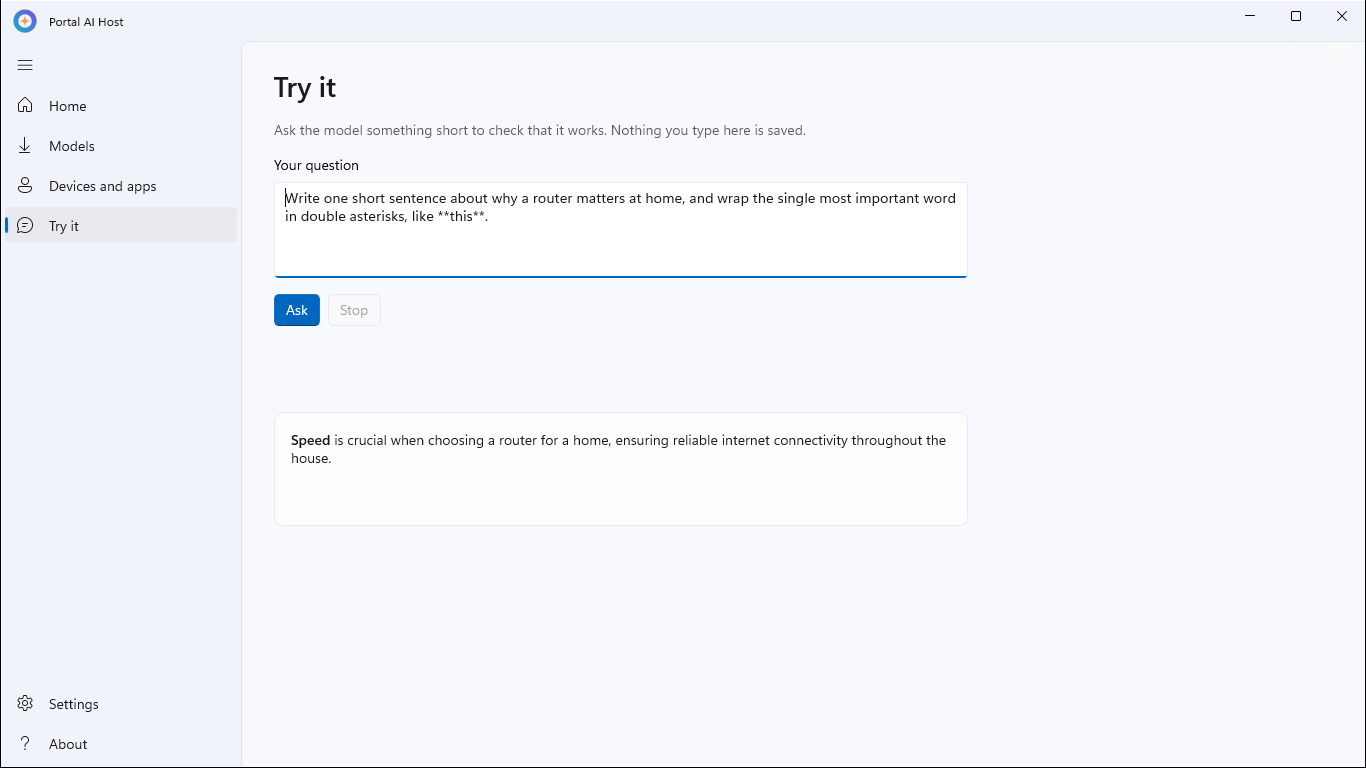 Portal AI Host
Home
Models
Devices and apps
Try it
Settings
About
Try it
Ask the model something short to check that it works. Nothing you type here is saved.
Your question
Write one short sentence about why a router matters at home, and wrap the single most important word
in double asterisks, like **this**.
Ask
Stop
Speed is crucial when choosing a router for a home, ensuring reliable internet connectivity throughout the
house.